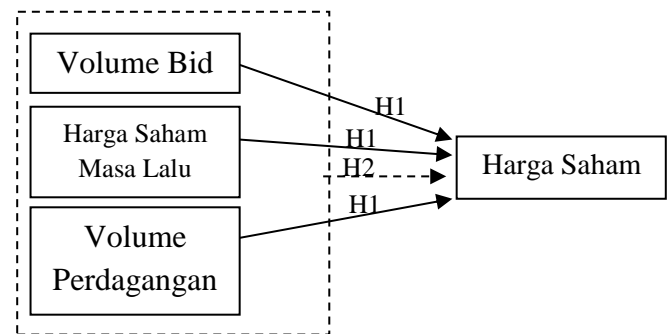 Volume Bid
H1
Harga Saham
Masa Lalu
H1
H2
Harga Saham
Volume
Perdagangan
H1